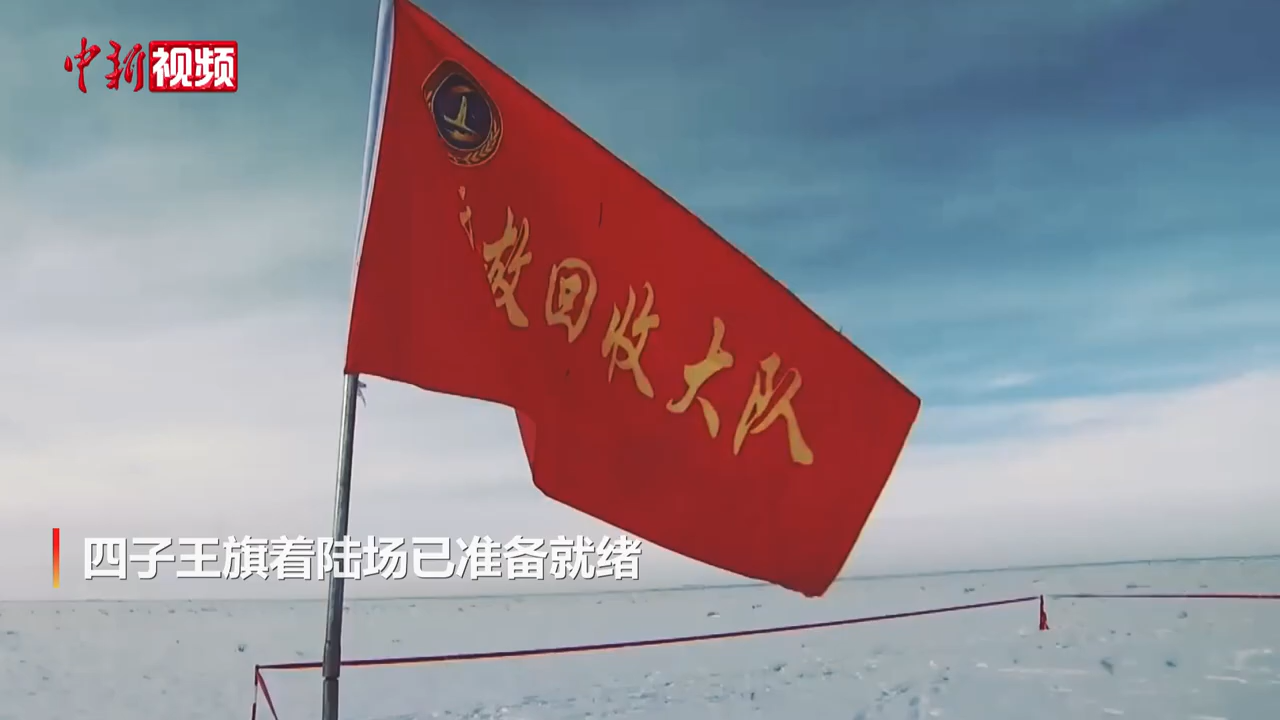 中新视频
救回收大队
四子王旗着陆场已准备就绪